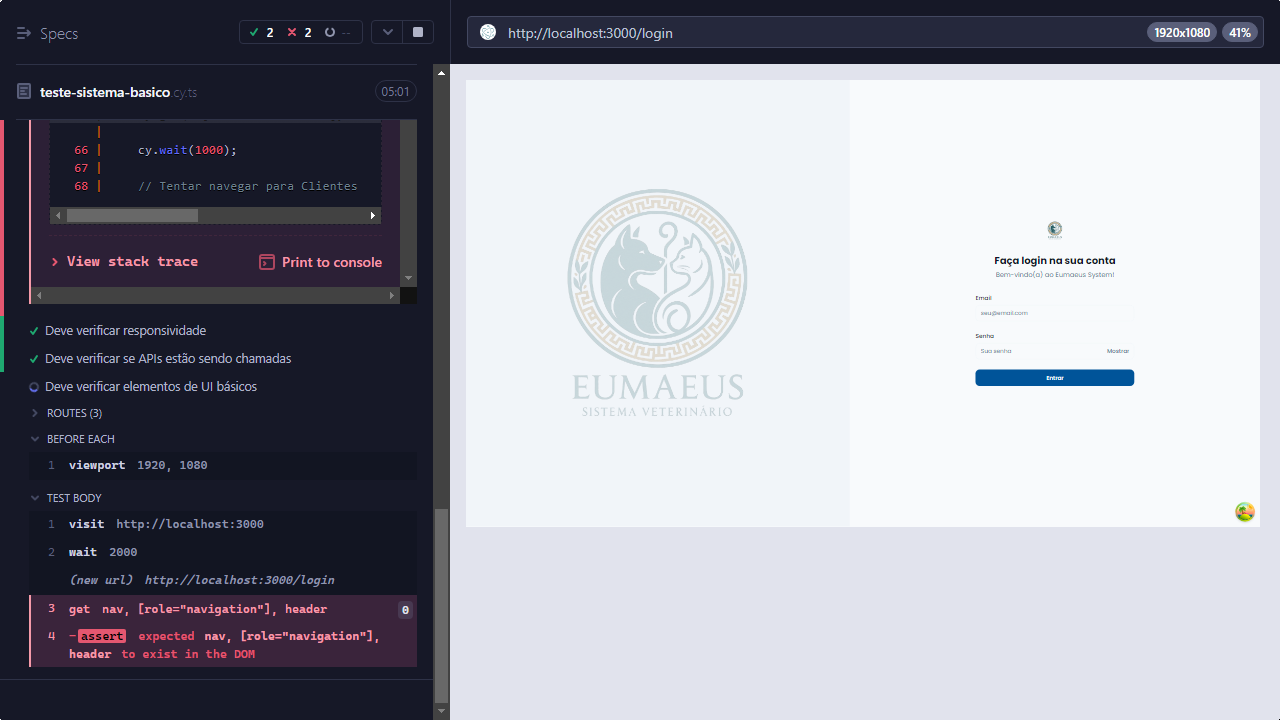 Specs
2
2
--
teste-sistema-basico.cy.ts
05:01
66 | cy.wait(1000);
67 |
68 | // Tentar navegar para Clientes
View stack trace
Print to console
Deve verificar responsividade
Deve verificar se APIs estão sendo chamadas
Deve verificar elementos de UI básicos
ROUTES (3)
BEFORE EACH
1 viewport 1920, 1080
TEST BODY
1 visit http://localhost:3000
2 wait 2000
(new url) http://localhost:3000/login
3 get nav, [role="navigation"], header 0
4 -assert expected nav, [role="navigation"],
header to exist in the DOM
http://localhost:3000/login
1920x1080
41%
EUMAEUS
SISTEMA VETERINÁRIO
EUMAEUS
Faça login na sua conta
Bem-vindo(a) ao Eumaeus System!
Email
seu@email.com
Senha
Sua senha
Mostrar
Entrar